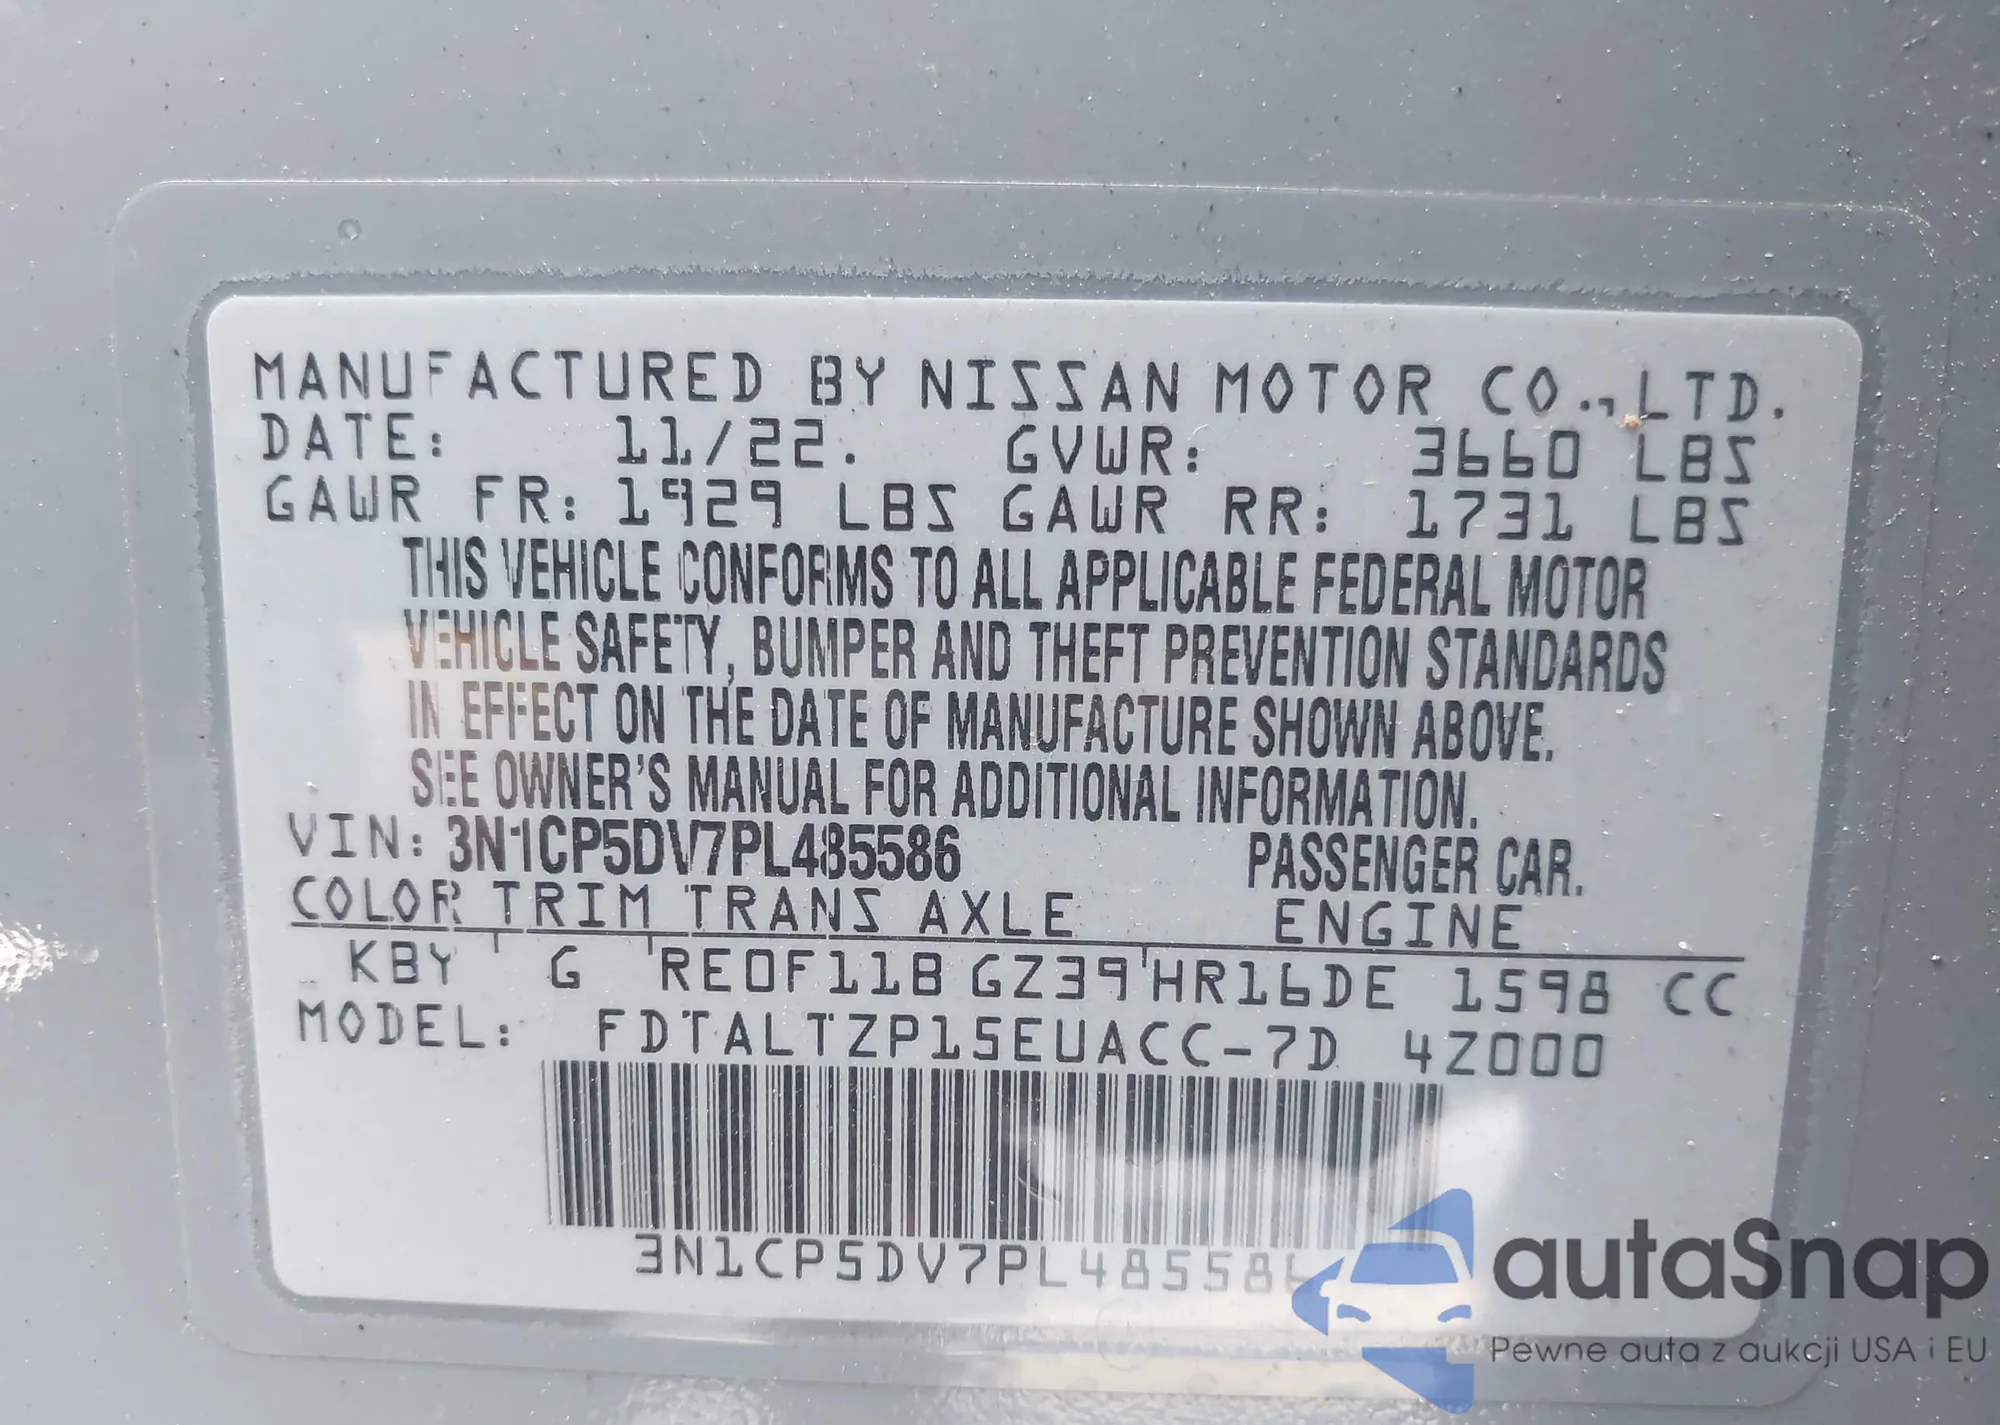 MANUFACTURED BY NISSAN MOTOR CO., LTD.
DATE: 11/22. GVWR: 3660 LBS
GAWR FR: 1929 LBS GAWR RR: 1731 LBS
THIS VEHICLE CONFORMS TO ALL APPLICABLE FEDERAL MOTOR
VEHICLE SAFETY, BUMPER AND THEFT PREVENTION STANDARDS
IN EFFECT ON THE DATE OF MANUFACTURE SHOWN ABOVE.
SEE OWNER'S MANUAL FOR ADDITIONAL INFORMATION.
VIN: 3N1CP5DV7PL485586 PASSENGER CAR.
COLOR TRIM TRANS AXLE ENGINE
KBY G RE0F11B GZ39 HR16DE 1598 CC
MODEL: FDTALTZP15EUACC-7D 4Z000
3N1CP5DV7PL485586
autaSnap
Pewne auta z aukcji USA i EU